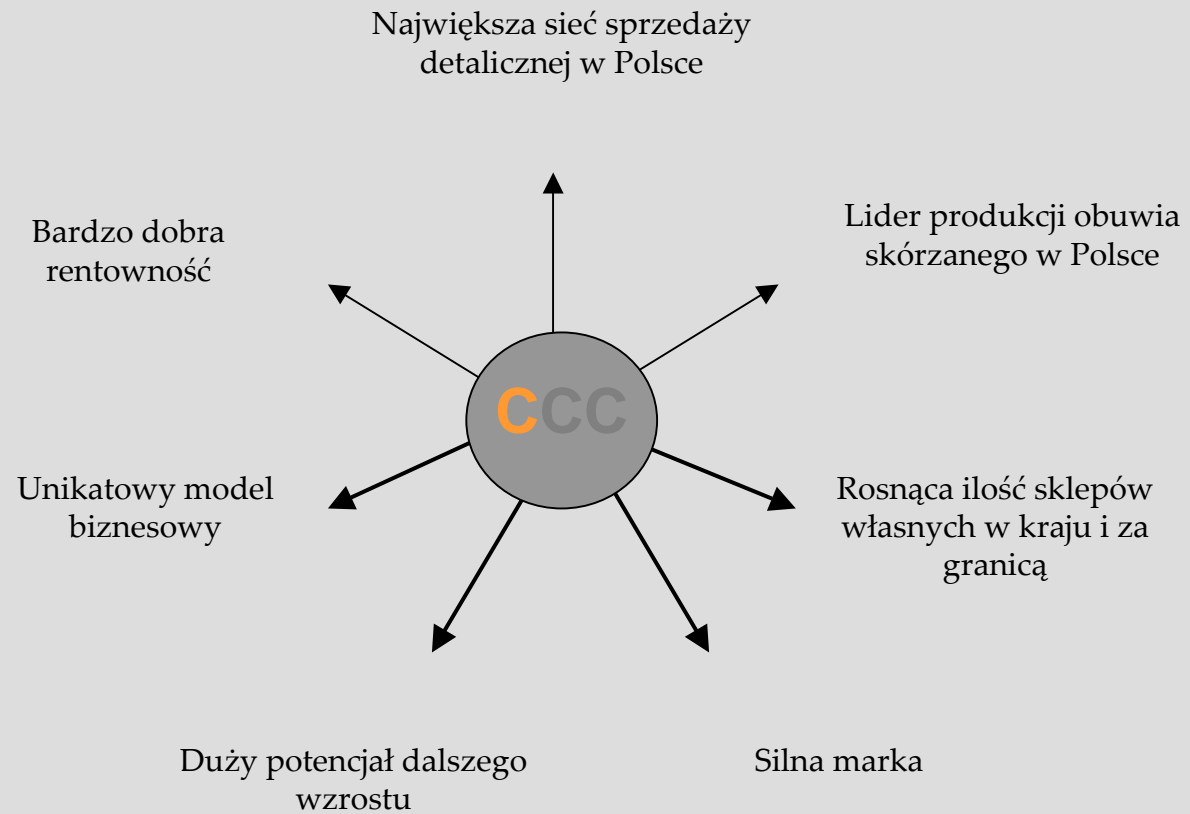 Największa sieć sprzedaży
detalicznej w Polsce
Bardzo dobra
rentowność
Lider produkcji obuwia
skórzanego w Polsce
CCC
Unikatowy model
biznesowy
Rosnąca ilość sklepów
własnych w kraju i za
granicą
Duży potencjał dalszego
wzrostu
Silna marka